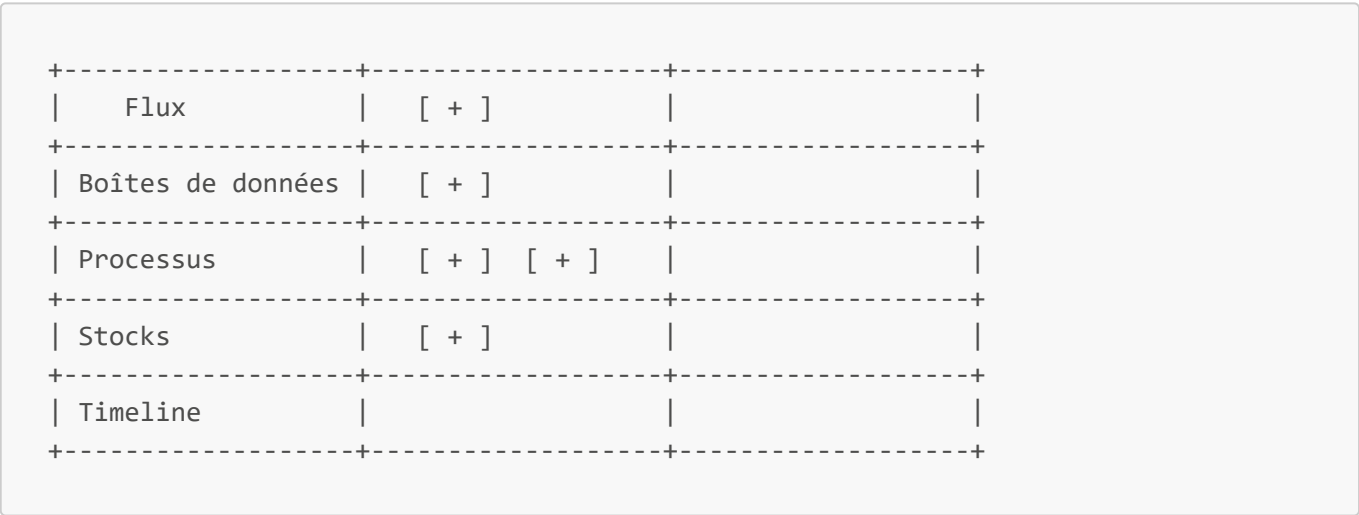 +-------------------+-------------------+-------------------+
|    Flux           |   [ + ]           |                   |
+-------------------+-------------------+-------------------+
| Boîtes de données |   [ + ]           |                   |
+-------------------+-------------------+-------------------+
| Processus         |   [ + ]  [ + ]    |                   |
+-------------------+-------------------+-------------------+
| Stocks            |   [ + ]           |                   |
+-------------------+-------------------+-------------------+
| Timeline          |                   |                   |
+-------------------+-------------------+-------------------+